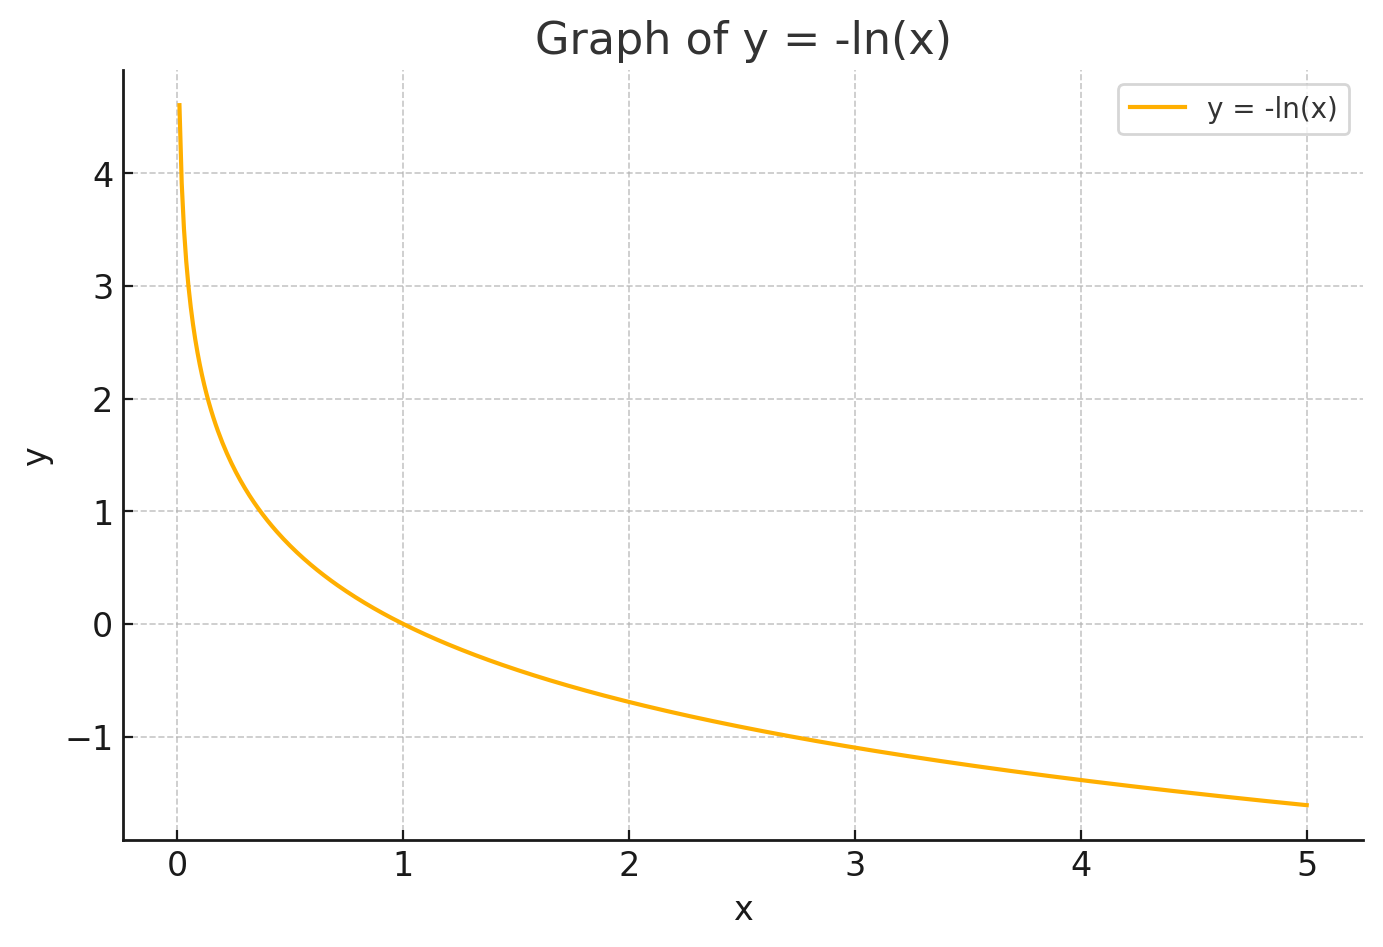 Graph of y = -ln(x)
y = -ln(x)
4
3
2
1
0
−1
y
0 1 2 3 4 5
x